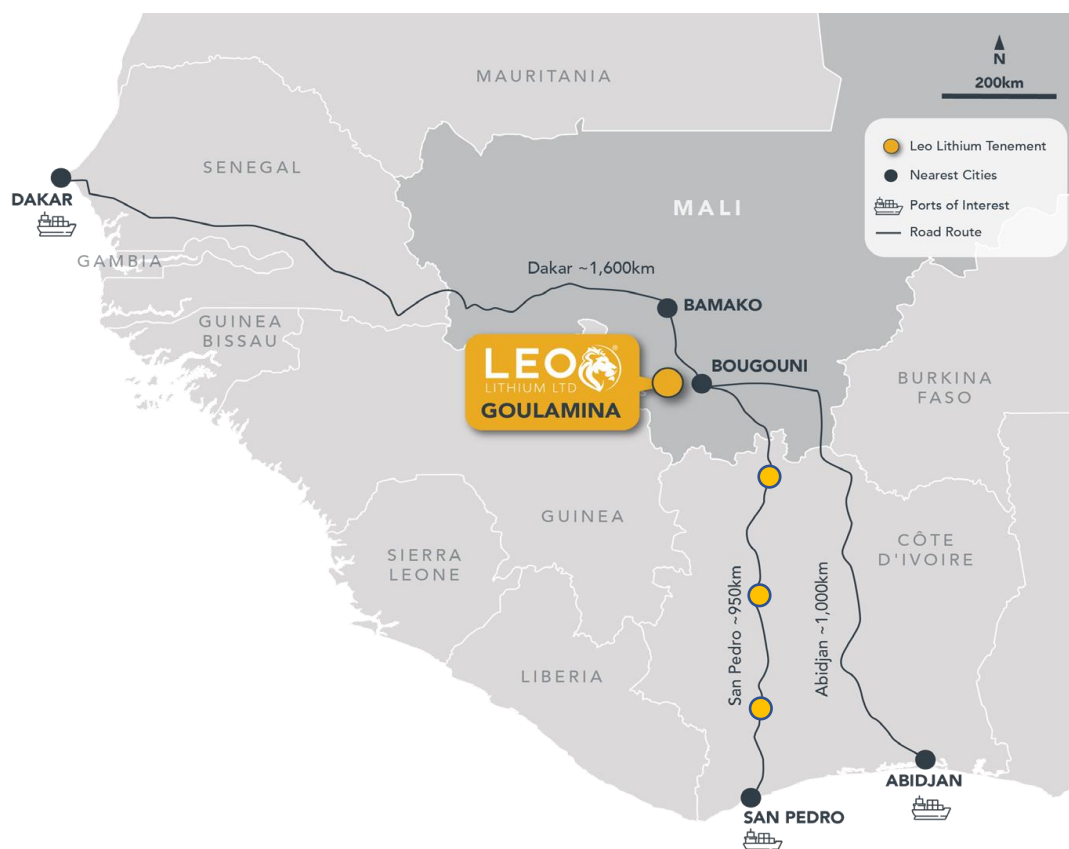 MAURITANIA
N
200km
Leo Lithium Tenement
Nearest Cities
Ports of Interest
Road Route
SENEGAL
DAKAR
MALI
GAMBIA
Dakar ~1,600km
BAMAKO
GUINEA
BISSAU
LEO
®
LITHIUM LTD
GOULAMINA
BOUGOUNI
BURKINA
FASO
GUINEA
SIERRA
LEONE
CÔTE
D'IVOIRE
San Pedro ~950km
Abidjan ~1,000km
LIBERIA
ABIDJAN
SAN PEDRO